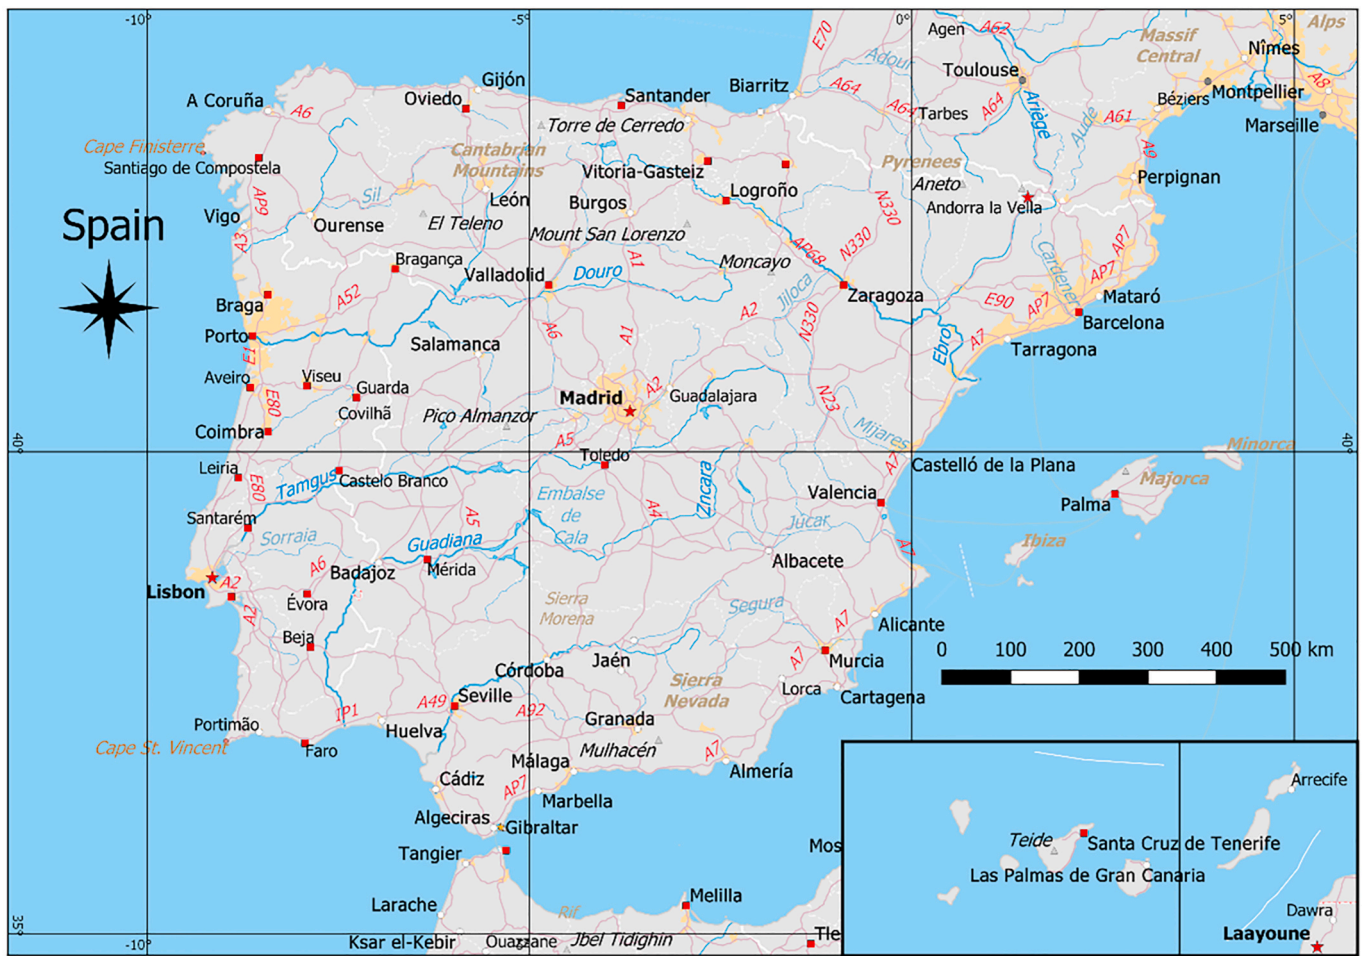 -10°
-5°
0°
5°
E70
Agen
A62
Massif
Central
Alps
Nîmes
Adour
Toulouse
Gijón
Biarritz
A64
A8
A Coruña
Oviedo
Santander
A64
A64
Ariège
Béziers
Montpellier
A6
Tarbes
Aude
A61
Marseille
Torre de Cerredo
Cape Finisterre
Cantabrian
Mountains
Pyrenees
A9
Santiago de Compostela
Vitoria-Gasteiz
Aneto
Perpignan
Sil
León
Logroño
AP9
Burgos
N330
Andorra la Vella
Vigo
Ourense
El Teleno
Mount San Lorenzo
Spain
A3
AP68
N330
AP7
Bragança
A1
Moncayo
Cardener
Valladolid
Douro
AP7
Braga
A52
Jiloca
Zaragoza
E90
AP7
Mataró
A2
N330
Barcelona
Porto
A6
A1
Ebro
A7
E1
Salamanca
Tarragona
Aveiro
Viseu
Guarda
A2
Madrid
Guadalajara
N23
E80
Covilhã
Pico Almanzor
Coimbra
A5
Mijares
40°
40°
Minorca
Leiria
Toledo
A7
Castelló de la Plana
Tamgus
Castelo Branco
Zncara
Majorca
E80
Embalse
de
Cala
Valencia
Palma
Santarém
A5
A4
Júcar
Sorraia
Guadiana
A7
Ibiza
A6
Badajoz
Mérida
Albacete
Lisbon
A2
Évora
Sierra
Morena
Segura
A2
A7
Alicante
Beja
0 100 200 300 400 500 km
Córdoba
Jaén
A7
Murcia
Sierra
Nevada
Lorca
Cartagena
Seville
A49
A92
IP1
Portimão
Huelva
Granada
Cape St. Vincent
Faro
Mulhacén
A7
Málaga
Almería
Cádiz
AP7
Marbella
Arrecife
Algeciras
Gibraltar
Teide
Santa Cruz de Tenerife
Tangier
Mos
Las Palmas de Gran Canaria
Melilla
Larache
Rif
Dawra
35°
Tle
Laayoune
-10°
Ksar el-Kebir
Ouazzane
-5°
Jbel Tidighin